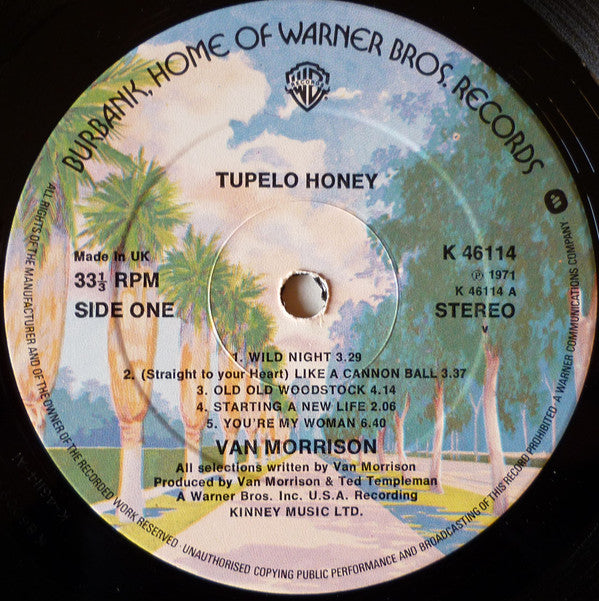 BURBANK, HOME OF WARNER BROS. RECORDS
WB
RECORDS
TUPELO HONEY
Made in UK
33⅓ RPM
SIDE ONE
K 46114
℗ 1971
K 46114 A
STEREO
v
1. WILD NIGHT 3.29
2. (Straight to your Heart) LIKE A CANNON BALL 3.37
3. OLD OLD WOODSTOCK 4.14
4. STARTING A NEW LIFE 2.06
5. YOU'RE MY WOMAN 6.40
VAN MORRISON
All selections written by Van Morrison
Produced by Van Morrison & Ted Templeman
A Warner Bros. Inc. U.S.A. Recording
KINNEY MUSIC LTD.
ALL RIGHTS OF THE MANUFACTURER AND OF THE OWNER OF THE RECORDED WORK RESERVED · UNAUTHORISED COPYING PUBLIC PERFORMANCE AND BROADCASTING OF THIS RECORD PROHIBITED · A WARNER COMMUNICATIONS COMPANY